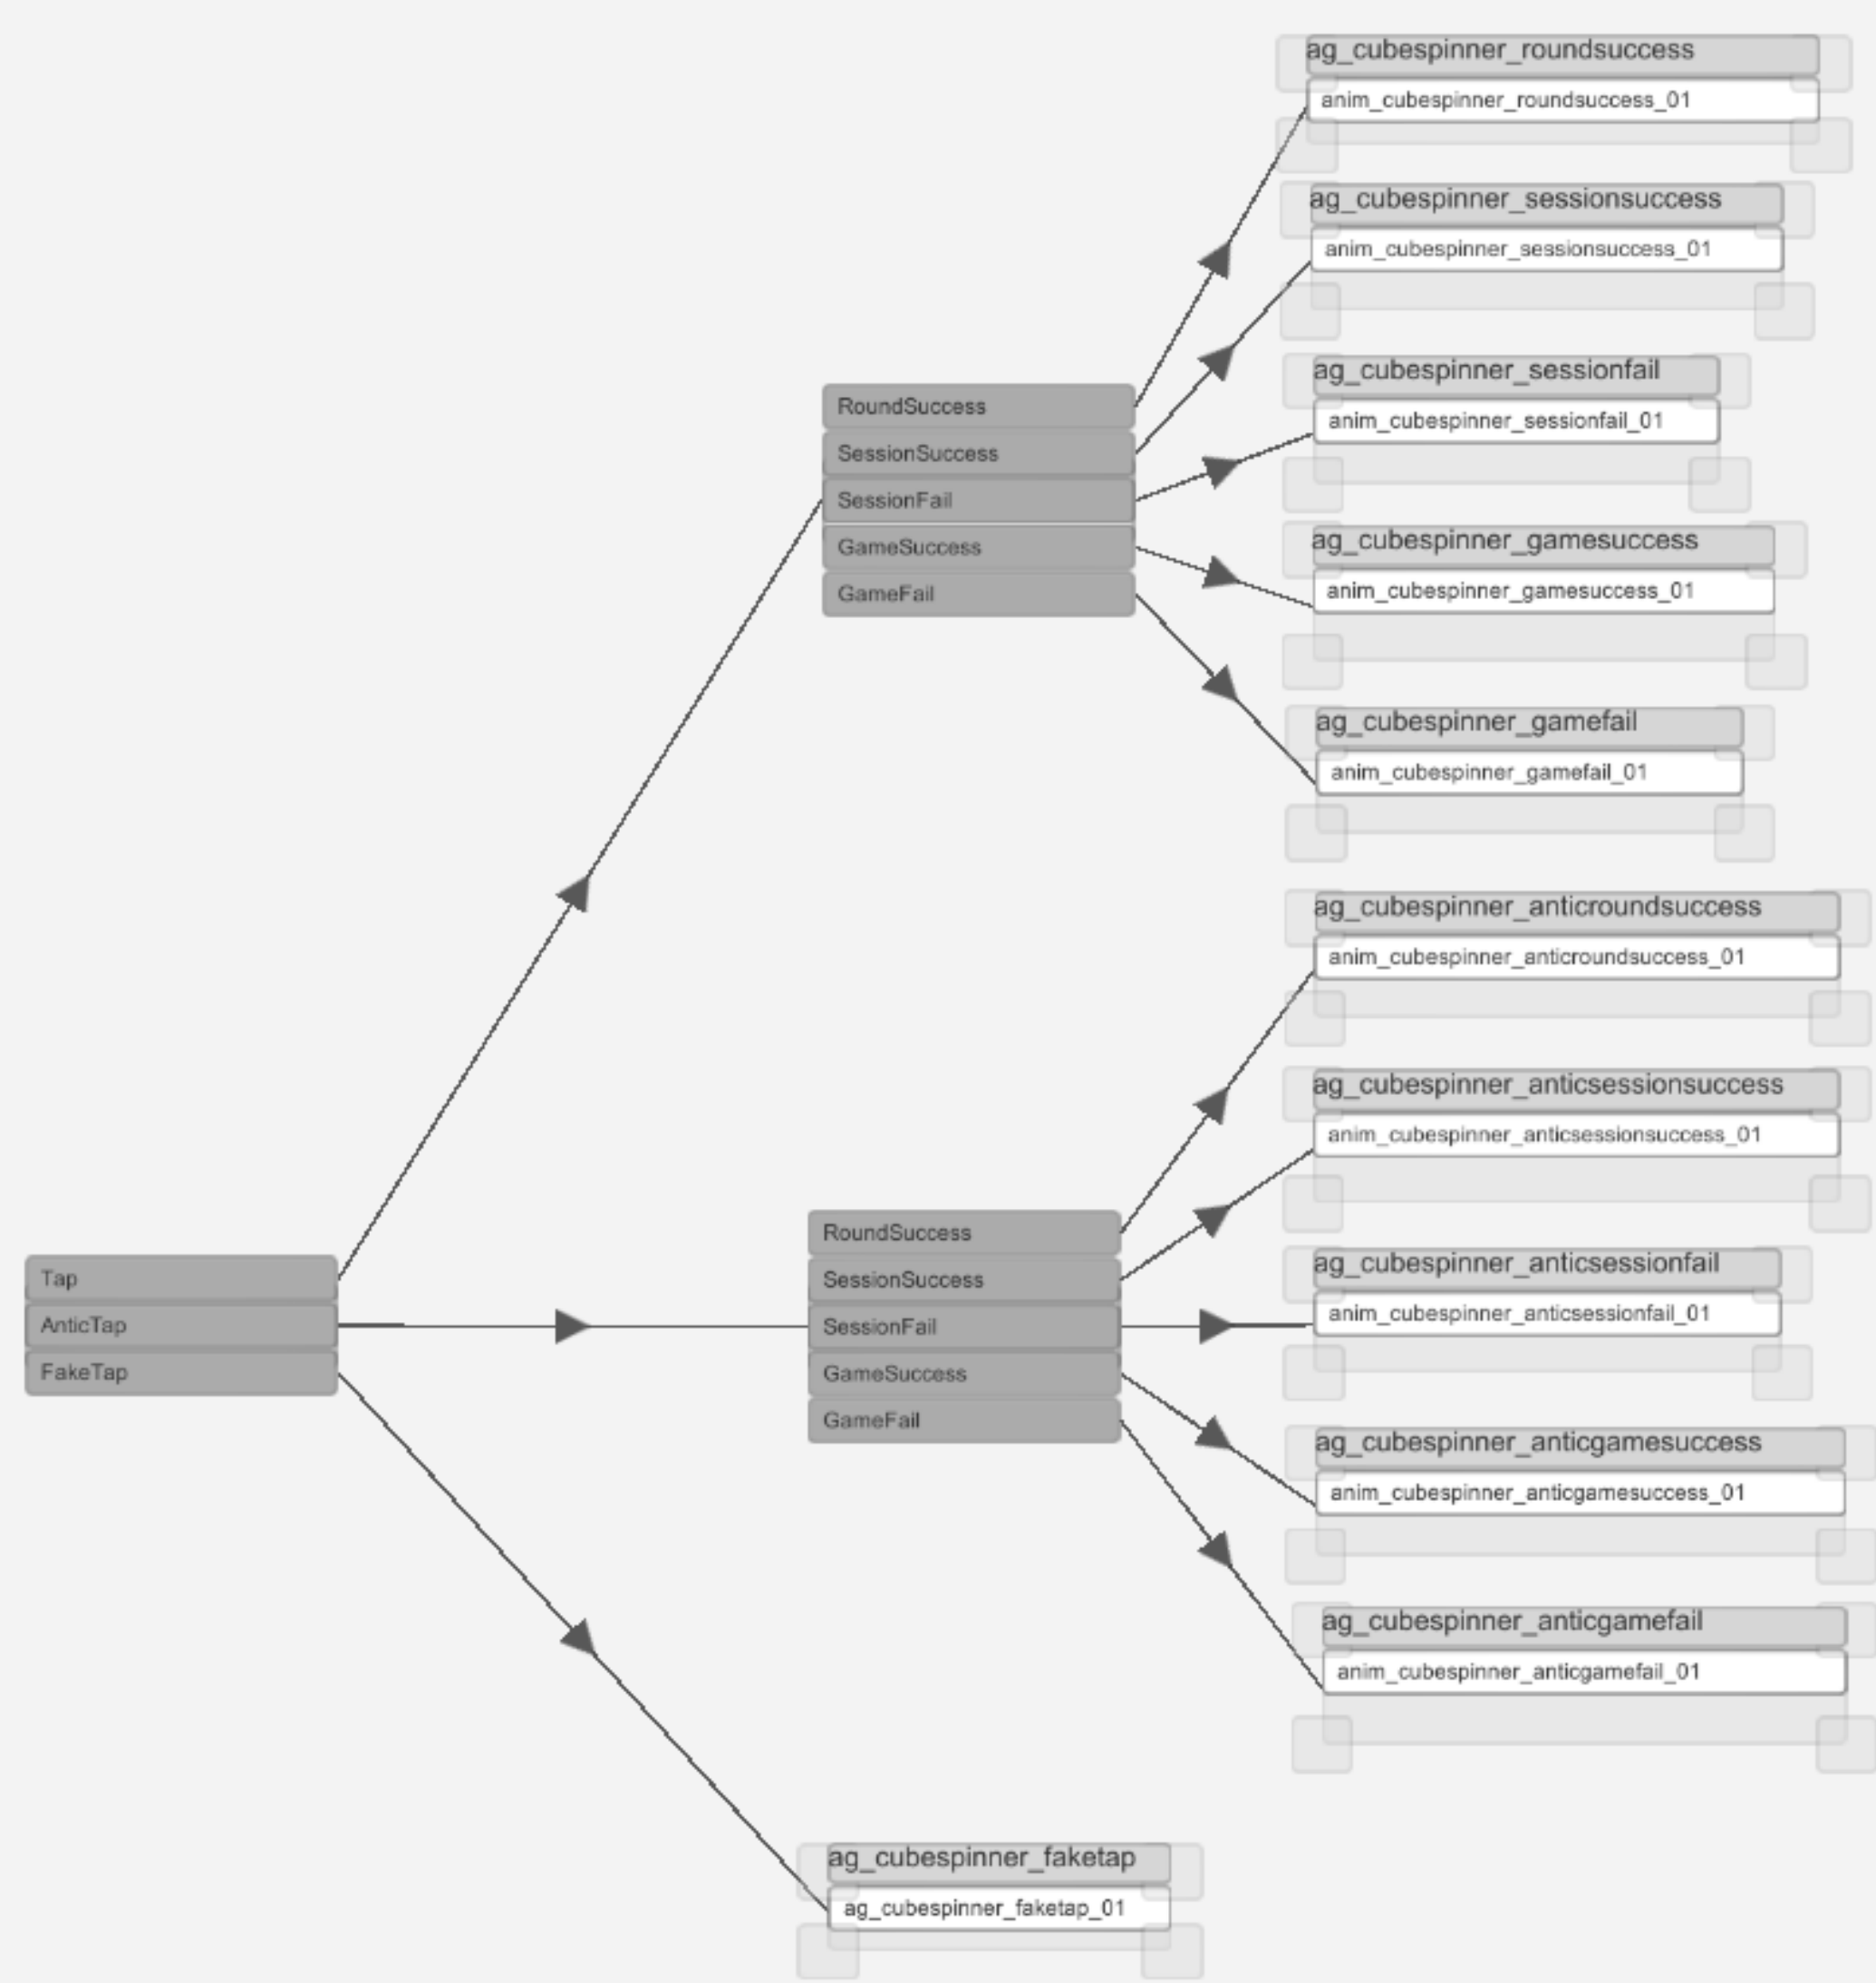 ag_cubespinner_roundsuccess
anim_cubespinner_roundsuccess_01
ag_cubespinner_sessionsuccess
anim_cubespinner_sessionsuccess_01
ag_cubespinner_sessionfail
anim_cubespinner_sessionfail_01
RoundSuccess
SessionSuccess
SessionFail
GameSuccess
GameFail
ag_cubespinner_gamesuccess
anim_cubespinner_gamesuccess_01
ag_cubespinner_gamefail
anim_cubespinner_gamefail_01
ag_cubespinner_anticroundsuccess
anim_cubespinner_anticroundsuccess_01
ag_cubespinner_anticsessionsuccess
anim_cubespinner_anticsessionsuccess_01
Tap
AnticTap
FakeTap
RoundSuccess
SessionSuccess
SessionFail
GameSuccess
GameFail
ag_cubespinner_anticsessionfail
anim_cubespinner_anticsessionfail_01
ag_cubespinner_anticgamesuccess
anim_cubespinner_anticgamesuccess_01
ag_cubespinner_anticgamefail
anim_cubespinner_anticgamefail_01
ag_cubespinner_faketap
ag_cubespinner_faketap_01